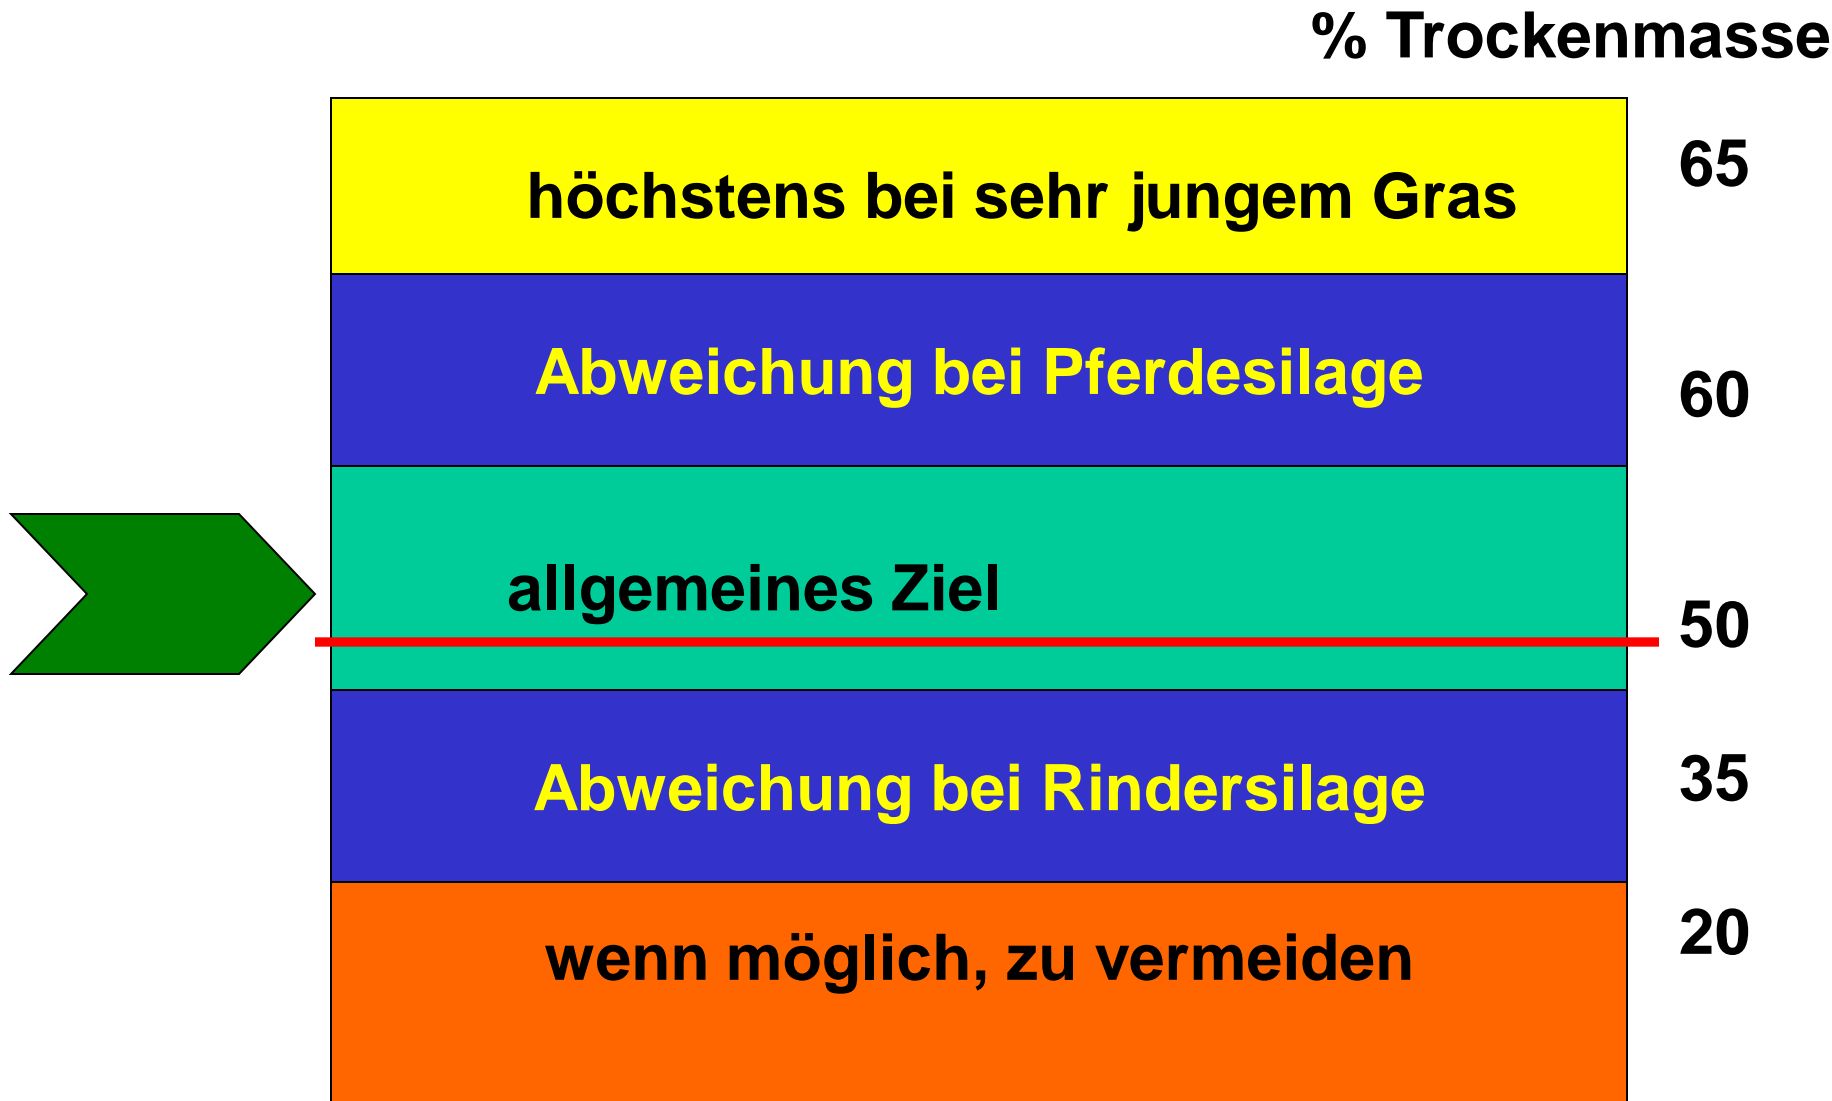 % Trockenmasse
65
höchstens bei sehr jungem Gras
Abweichung bei Pferdesilage
60
allgemeines Ziel
50
Abweichung bei Rindersilage
35
20
wenn möglich, zu vermeiden